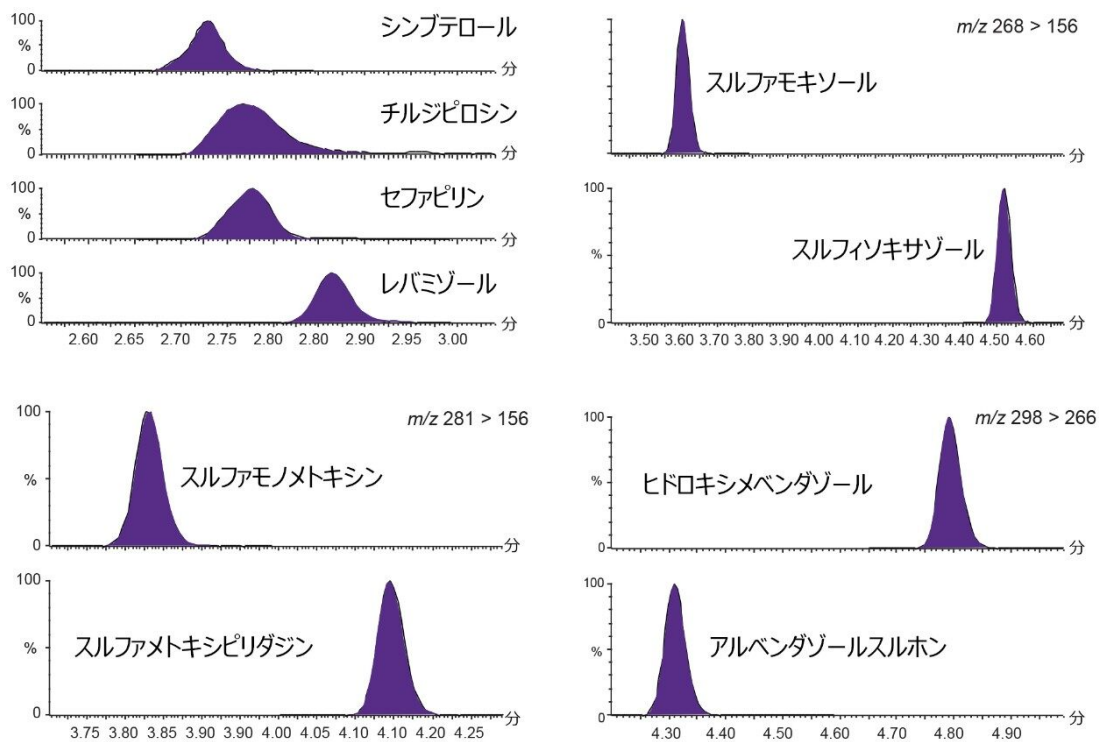 100
%
0
シンブテロール
分
100
%
0
チルジピロシン
分
100
%
0
セファピリン
分
100
%
0
レバミゾール
分
2.60 2.65 2.70 2.75 2.80 2.80 2.86 2.95 3.00
m/z 268 > 156
スルファモキソール
分
100
%
0
スルフィソキサゾール
分
3.50 3.60 3.70 3.80 3.90 4.00 4.10 4.20 4.30 4.40 4.50 4.60
100
%
0
m/z 281 > 156
スルファモノメトキシン
分
100
%
0
スルファメトキシピリダジン
分
3.75 3.80 3.85 3.90 3.90 4.00 4.05 4.10 4.15 4.20 4.25
100
%
0
m/z 298 > 266
ヒドロキシメベンダゾール
分
100
%
0
アルベンダゾールスルホン
分
4.30 4.40 4.50 4.60 4.70 4.80 4.90